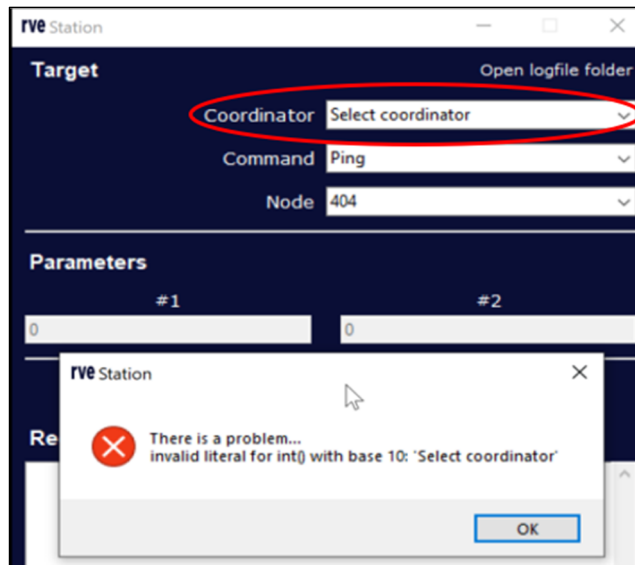 rve Station
Target
Open logfile folder
Coordinator Select coordinator
Command Ping
Node 404
Parameters
#1 #2
0 0
rve Station
There is a problem...
invalid literal for int() with base 10: 'Select coordinator'
Re
OK